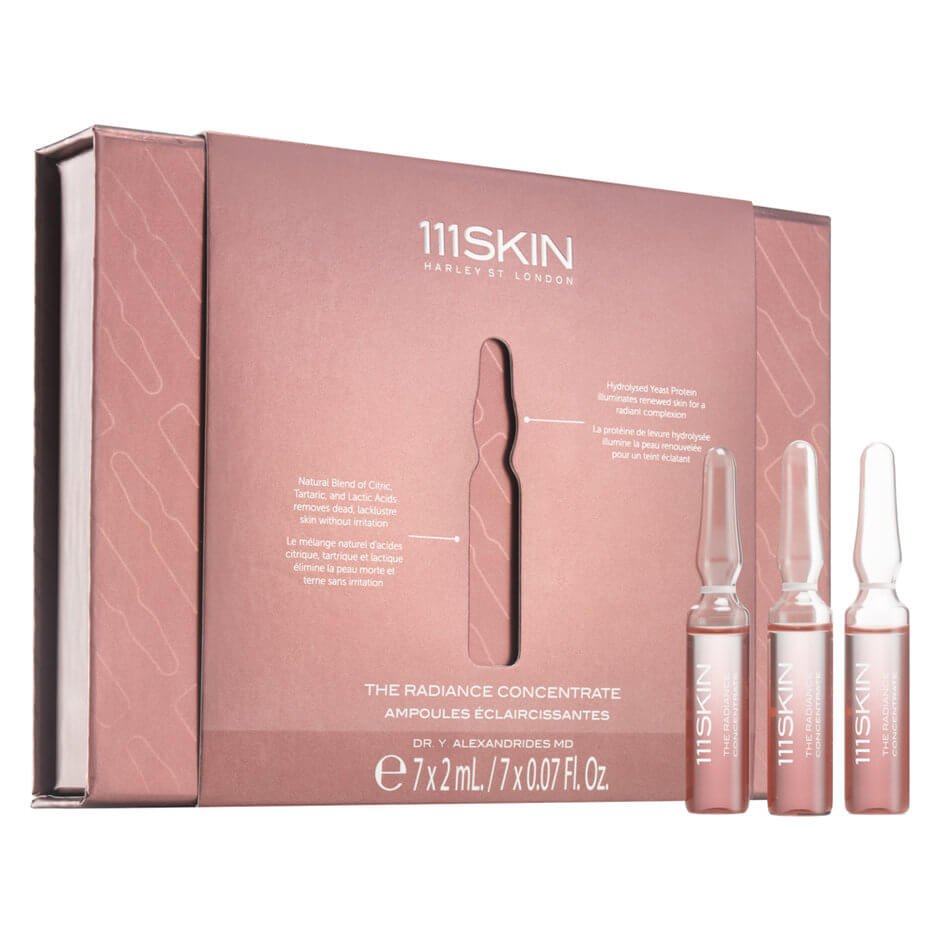 111SKIN
HARLEY ST LONDON
Hydrolysed Yeast Protein
illuminates renewed skin for a
radiant complexion
La protéine de levure hydrolysée
illumine la peau renouvelée
pour un teint éclatant
Natural Blend of Citric,
Tartaric, and Lactic Acids
removes dead, lacklustre
skin without irritation
Le mélange naturel d'acides
citrique, tartrique et lactique
élimine la peau morte et
terne sans irritation
THE RADIANCE CONCENTRATE
AMPOULES ÉCLAIRCISSANTES
DR. Y. ALEXANDRIDES MD
℮ 7 x 2 mL. / 7 x 0.07 Fl. Oz.
111SKIN
THE RADIANCE
CONCENTRATE
111SKIN
THE RADIANCE
CONCENTRATE
111SKIN
THE RADIANCE
CONCENTRATE